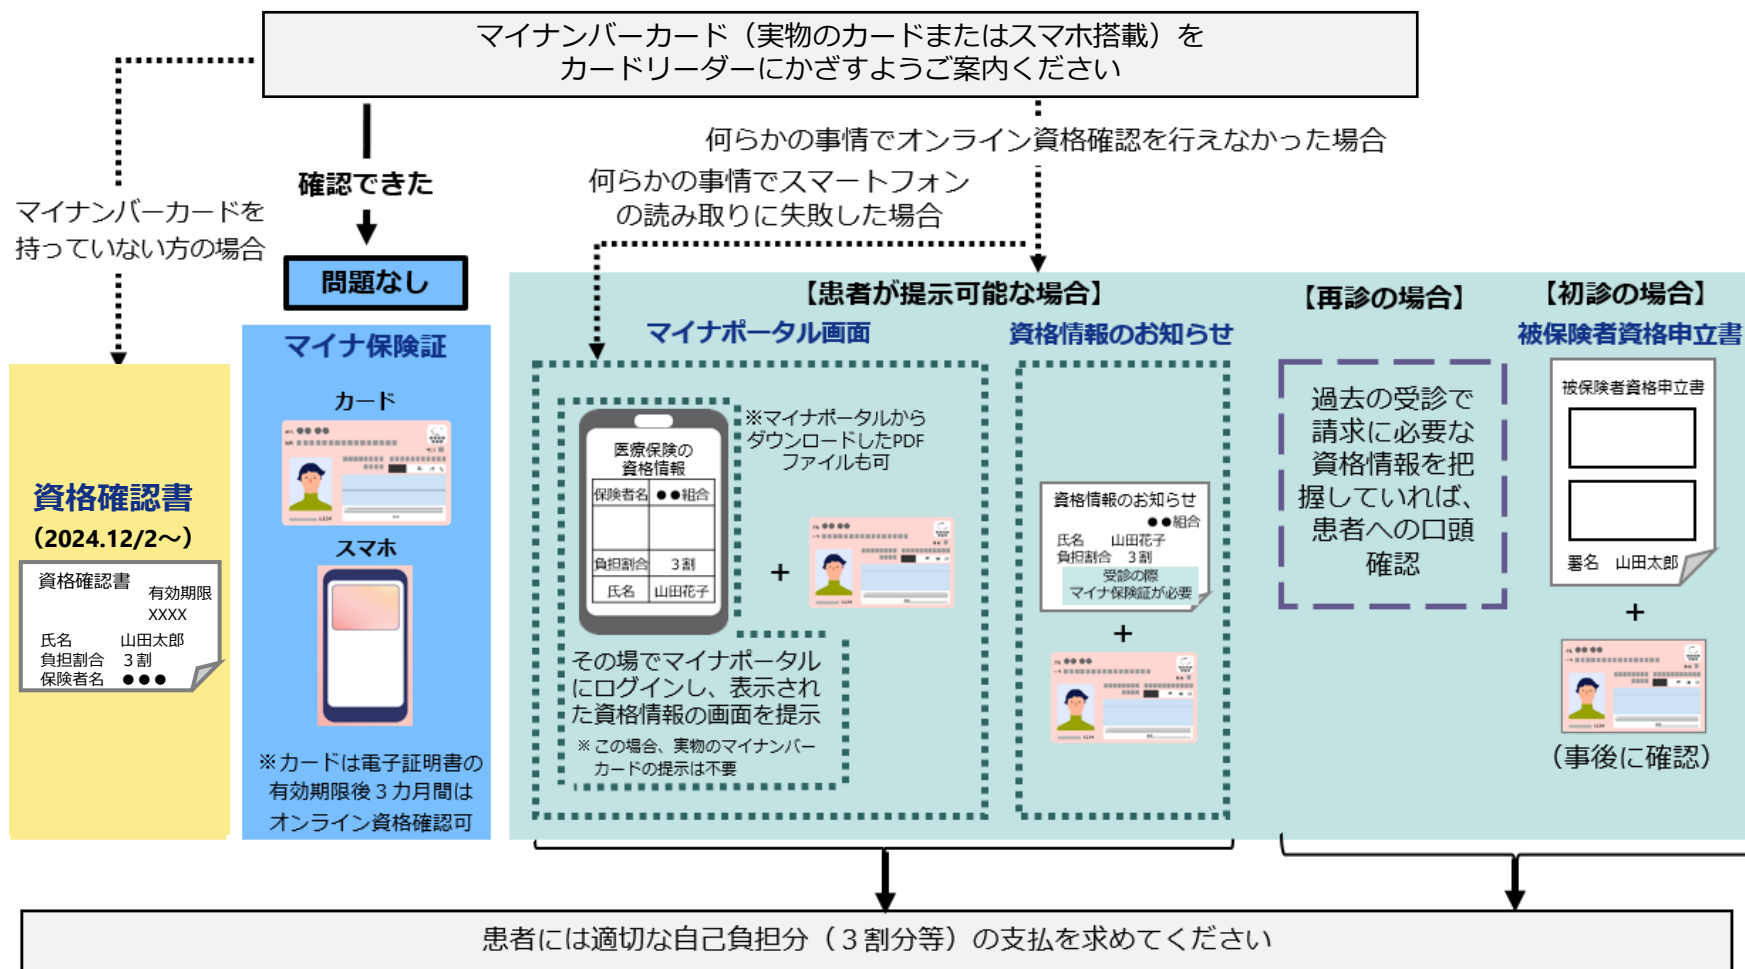 マイナンバーカード（実物のカードまたはスマホ搭載）を
カードリーダーにかざすようご案内ください
何らかの事情でオンライン資格確認を行えなかった場合
何らかの事情でスマートフォン
の読み取りに失敗した場合
確認できた
マイナンバーカードを
持っていない方の場合
問題なし
資格確認書
（2024.12/2～）
資格確認書
有効期限
XXXX
氏名 山田太郎
負担割合 3割
保険者名 ●●●
マイナ保険証
カード
スマホ
※カードは電子証明書の
有効期限後３カ月間は
オンライン資格確認可
【患者が提示可能な場合】
マイナポータル画面
医療保険の
資格情報
保険者名 ●●組合
負担割合 3割
氏名 山田花子
※マイナポータルから
ダウンロードしたPDF
ファイルも可
+
その場でマイナポータル
にログインし、表示され
た資格情報の画面を提示
※この場合、実物のマイナンバー
カードの提示は不要
資格情報のお知らせ
資格情報のお知らせ
●●組合
氏名 山田花子
負担割合 3割
受診の際
マイナ保険証が必要
+
【再診の場合】
過去の受診で
請求に必要な
資格情報を把
握していれば、
患者への口頭
確認
【初診の場合】
被保険者資格申立書
被保険者資格申立書
署名 山田太郎
+
（事後に確認）
患者には適切な自己負担分（３割分等）の支払を求めてください